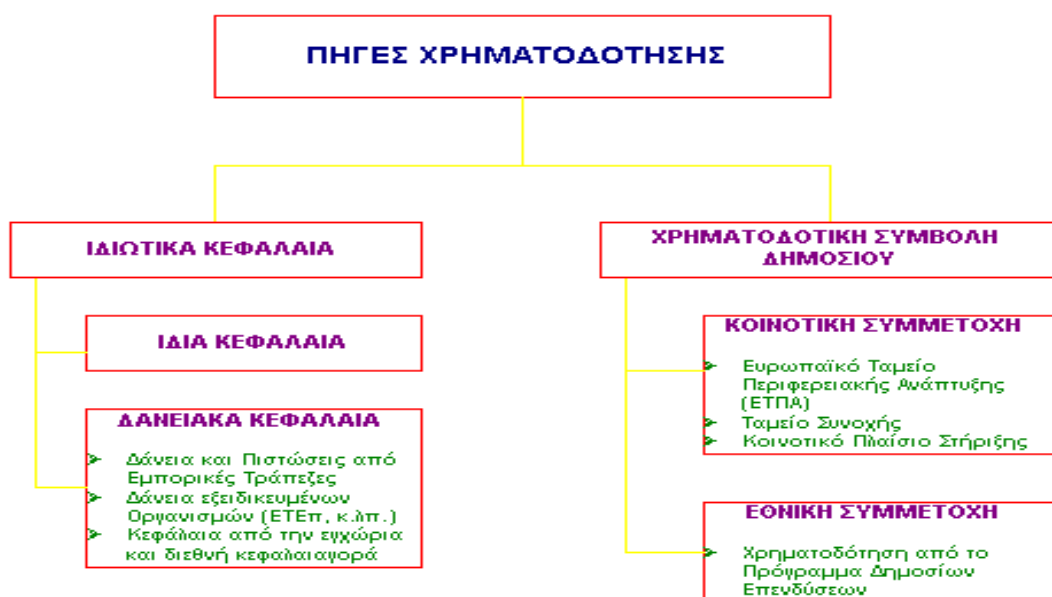 ΠΗΓΕΣ ΧΡΗΜΑΤΟΔΟΤΗΣΗΣ
ΙΔΙΩΤΙΚΑ ΚΕΦΑΛΑΙΑ
ΙΔΙΑ ΚΕΦΑΛΑΙΑ
ΔΑΝΕΙΑΚΑ ΚΕΦΑΛΑΙΑ
Δάνεια και Πιστώσεις από
Εμπορικές Τράπεζες
Δάνεια εξειδικευμένων
Οργανισμών (ΕΤΕπ, κ.λπ.)
Κεφάλαια από την εγχώρια
και διεθνή κεφαλαιαγορά
ΧΡΗΜΑΤΟΔΟΤΙΚΗ ΣΥΜΒΟΛΗ
ΔΗΜΟΣΙΟΥ
ΚΟΙΝΟΤΙΚΗ ΣΥΜΜΕΤΟΧΗ
Ευρωπαϊκό Ταμείο
Περιφερειακής Ανάπτυξης
(ΕΤΠΑ)
Ταμείο Συνοχής
Κοινοτικό Πλαίσιο Στήριξης
ΕΘΝΙΚΗ ΣΥΜΜΕΤΟΧΗ
Χρηματοδότηση από το
Πρόγραμμα Δημοσίων
Επενδύσεων